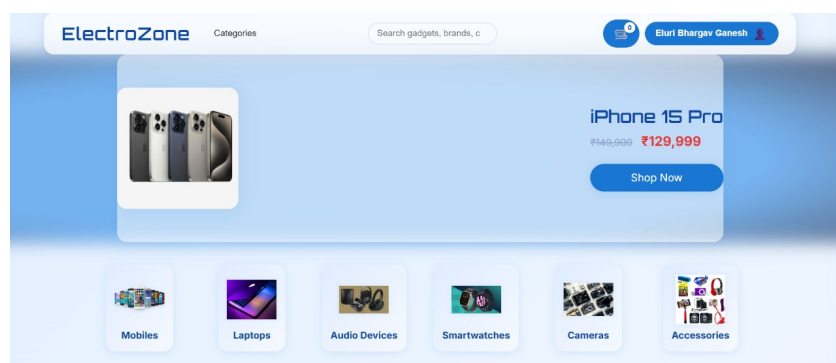 ElectroZone
Categories
Search gadgets, brands, c
0
Eluri Bhargav Ganesh
iPhone 15 Pro
₹149,900 ₹129,999
Shop Now
Mobiles
Laptops
Audio Devices
Smartwatches
Cameras
Accessories